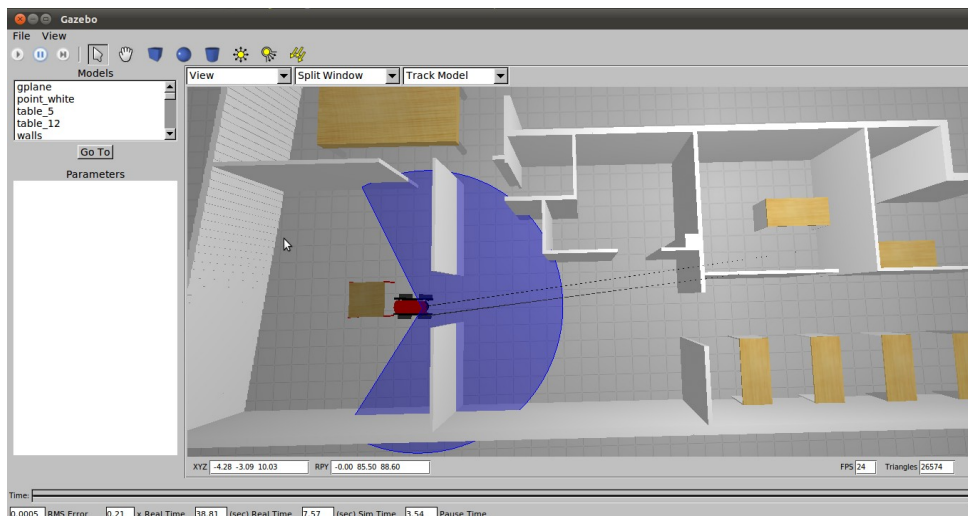 Gazebo
File View
Models
View Split Window Track Model
gplane
point_white
table_5
table_12
walls
Go To
Parameters
XYZ -4.28 -3.09 10.03 RPY -0.00 85.50 88.60 FPS 24 Triangles 26574
Time:
0.0005 RMS Error 0.21 x Real Time 38.81 (sec) Real Time 7.57 (sec) Sim Time 3.54 Pause Time